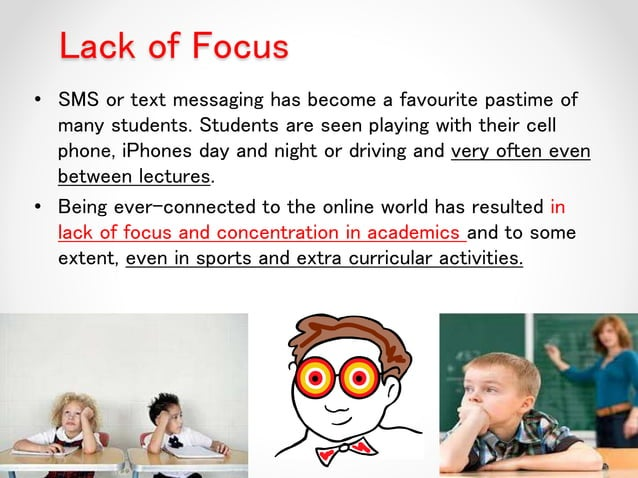 Lack of Focus
• SMS or text messaging has become a favourite pastime of
many students. Students are seen playing with their cell
phone, iPhones day and night or driving and very often even
between lectures.
• Being ever-connected to the online world has resulted in
lack of focus and concentration in academics and to some
extent, even in sports and extra curricular activities.